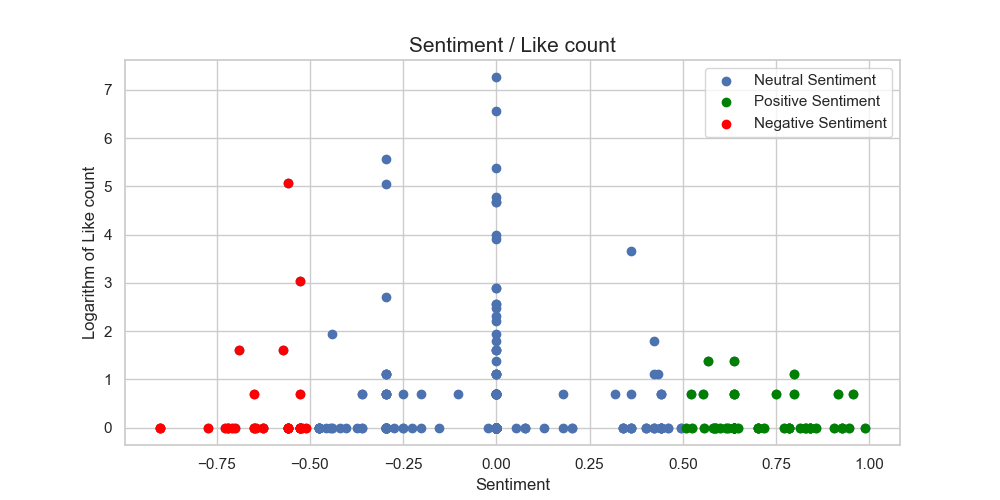 Sentiment / Like count
Neutral Sentiment
Positive Sentiment
Negative Sentiment
Logarithm of Like count
7
6
5
4
3
2
1
0
−0.75 −0.50 −0.25 0.00 0.25 0.50 0.75 1.00
Sentiment